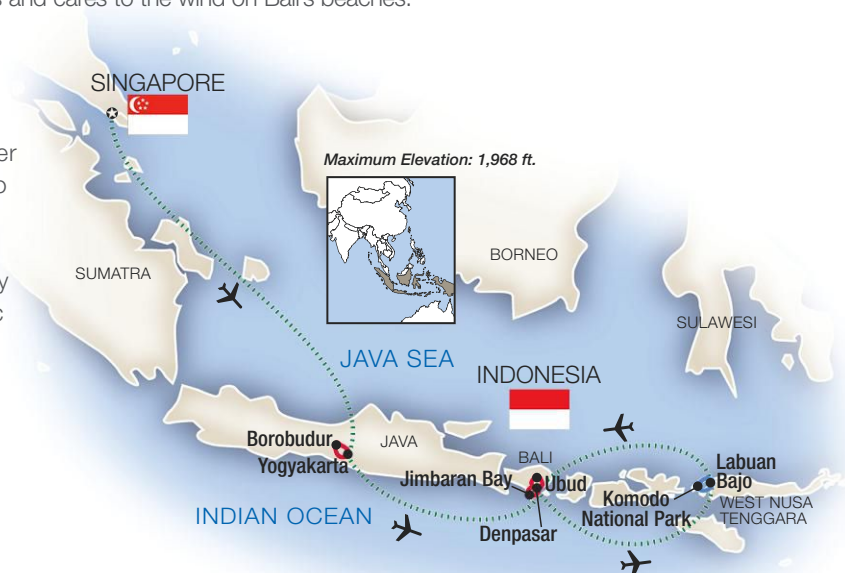 and cares to the wind on Bali's beaches.
SINGAPORE
Maximum Elevation: 1,968 ft.
SUMATRA
BORNEO
SULAWESI
JAVA SEA
INDONESIA
Borobudur
JAVA
Yogyakarta
BALI
Jimbaran Bay
Ubud
Labuan
Bajo
Komodo
National Park
WEST NUSA
TENGGARA
INDIAN OCEAN
Denpasar